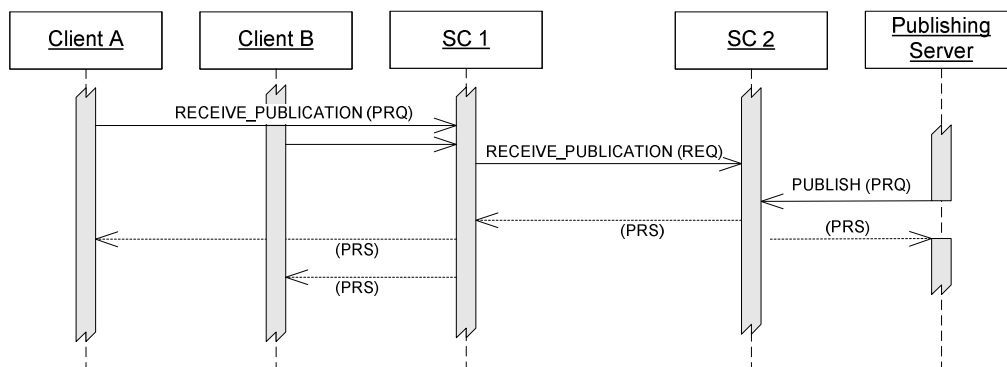 Client A
Client B
SC 1
SC 2
Publishing
Server
RECEIVE_PUBLICATION (PRQ)
RECEIVE_PUBLICATION (REQ)
PUBLISH (PRQ)
(PRS)
(PRS)
(PRS)
(PRS)